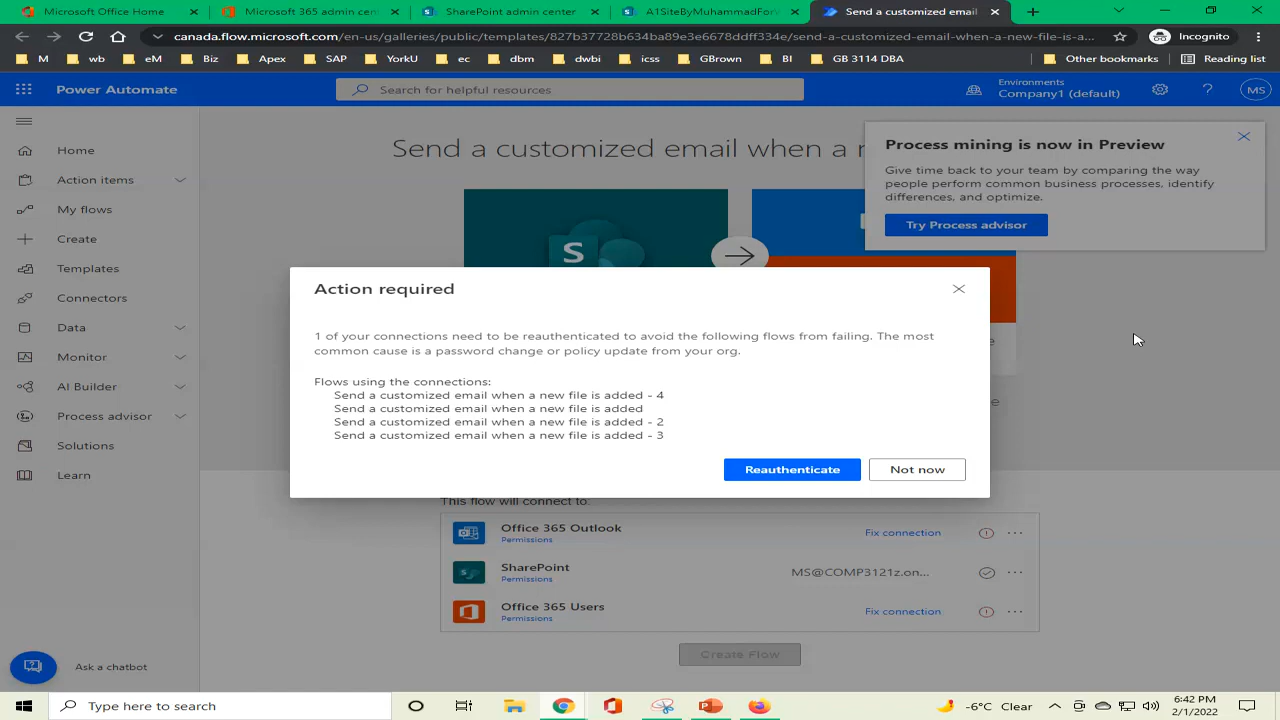 Microsoft Office Home
Microsoft 365 admin cen
SharePoint admin center
A1SiteByMuhammadForW
Send a customized email
canada.flow.microsoft.com/en-us/galleries/public/templates/827b37728b634ba89e3e6678ddff334e/send-a-customized-email-when-a-new-file-is-a...
Incognito
M
wb
eM
Biz
Apex
SAP
YorkU
ec
dbm
dwbi
icss
GBrown
BI
GB 3114 DBA
Other bookmarks
Reading list
Power Automate
Search for helpful resources
Environments
Company1 (default)
?
MS
Home
Action items
My flows
Create
Templates
Connectors
Data
Monitor
AI Builder
Process advisor
Solutions
Learn
Ask a chatbot
Send a customized email when a
Process mining is now in Preview
Give time back to your team by comparing the way
people perform common business processes, identify
differences, and optimize.
Try Process advisor
S
Action required
1 of your connections need to be reauthenticated to avoid the following flows from failing. The most
common cause is a password change or policy update from your org.
Flows using the connections:
Send a customized email when a new file is added - 4
Send a customized email when a new file is added
Send a customized email when a new file is added - 2
Send a customized email when a new file is added - 3
Reauthenticate
Not now
This flow will connect to:
Office 365 Outlook
Permissions
Fix connection
SharePoint
Permissions
MS@COMP3121z.on...
Office 365 Users
Permissions
Fix connection
Create Flow
Type here to search
-6°C Clear
6:42 PM
2/1/2022